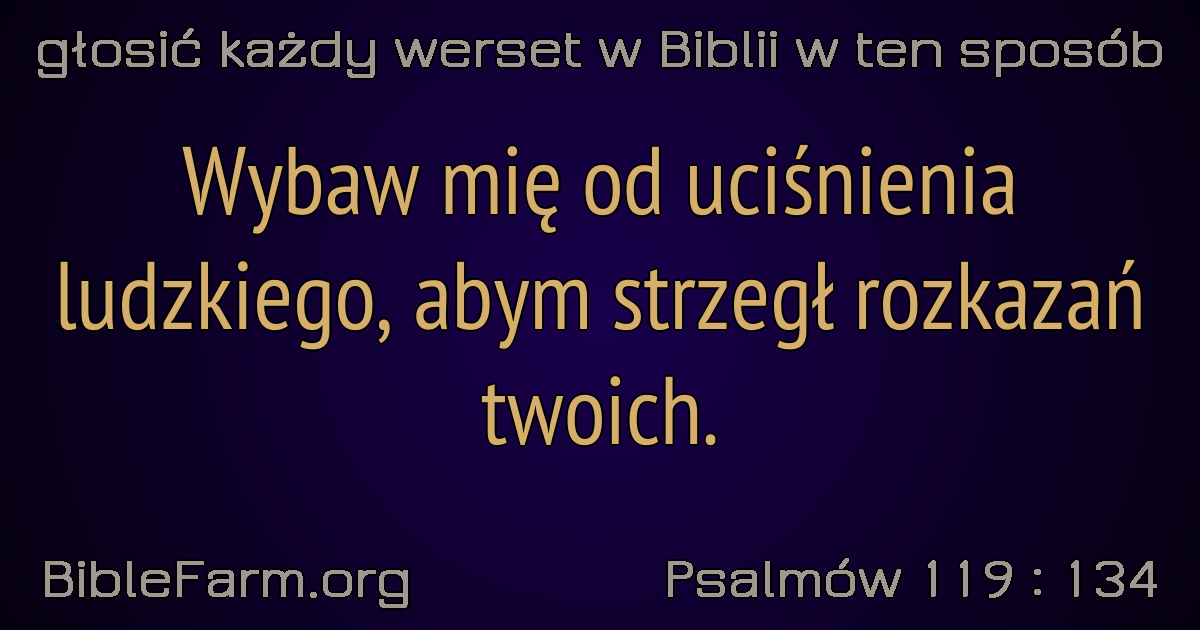 głosić każdy werset w Biblii w ten sposób
Wybaw mię od uciśnienia
ludzkiego, abym strzegł rozkazań
twoich.
BibleFarm.org
Psalmów 119 : 134